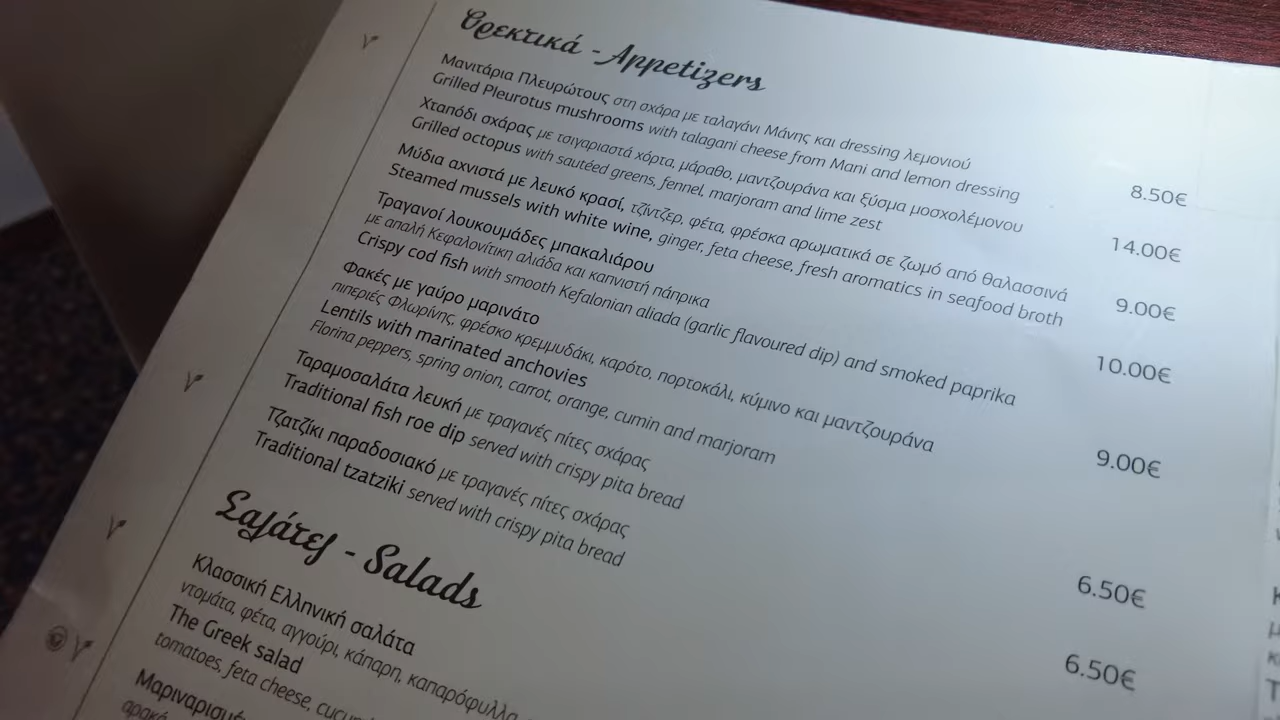 Ορεκτικά - Appetizers
Μανιτάρια Πλευρώτους στη σχάρα με ταλαγάνι Μάνης και dressing λεμονιού
Grilled Pleurotus mushrooms with talagani cheese from Mani and lemon dressing 8.50€
Χταπόδι σχάρας με τσιγαριαστά χόρτα, μάραθο, μαντζουράνα και ξύσμα μοσχολέμονου
Grilled octopus with sautéed greens, fennel, marjoram and lime zest 14.00€
Μύδια αχνιστά με λευκό κρασί, τζίντζερ, φέτα, φρέσκα αρωματικά σε ζωμό από θαλασσινά
Steamed mussels with white wine, ginger, feta cheese, fresh aromatics in seafood broth 9.00€
Τραγανοί λουκουμάδες μπακαλιάρου
με απαλή Κεφαλονίτικη αλιάδα και καπνιστή πάπρικα
Crispy cod fish with smooth Kefalonian aliada (garlic flavoured dip) and smoked paprika 10.00€
Φακές με γαύρο μαρινάτο
πιπεριές Φλωρίνης, φρέσκο κρεμμυδάκι, καρότο, πορτοκάλι, κύμινο και μαντζουράνα
Lentils with marinated anchovies
Florina peppers, spring onion, carrot, orange, cumin and marjoram 9.00€
Ταραμοσαλάτα λευκή με τραγανές πίτες σχάρας
Traditional fish roe dip served with crispy pita bread 6.50€
Τζατζίκι παραδοσιακό με τραγανές πίτες σχάρας
Traditional tzatziki served with crispy pita bread 6.50€
Σαλάτες - Salads
Κλασσική Ελληνική σαλάτα
ντομάτα, φέτα, αγγούρι, κάπαρη, καπαρόφυλλα
The Greek salad
tomatoes, feta cheese,